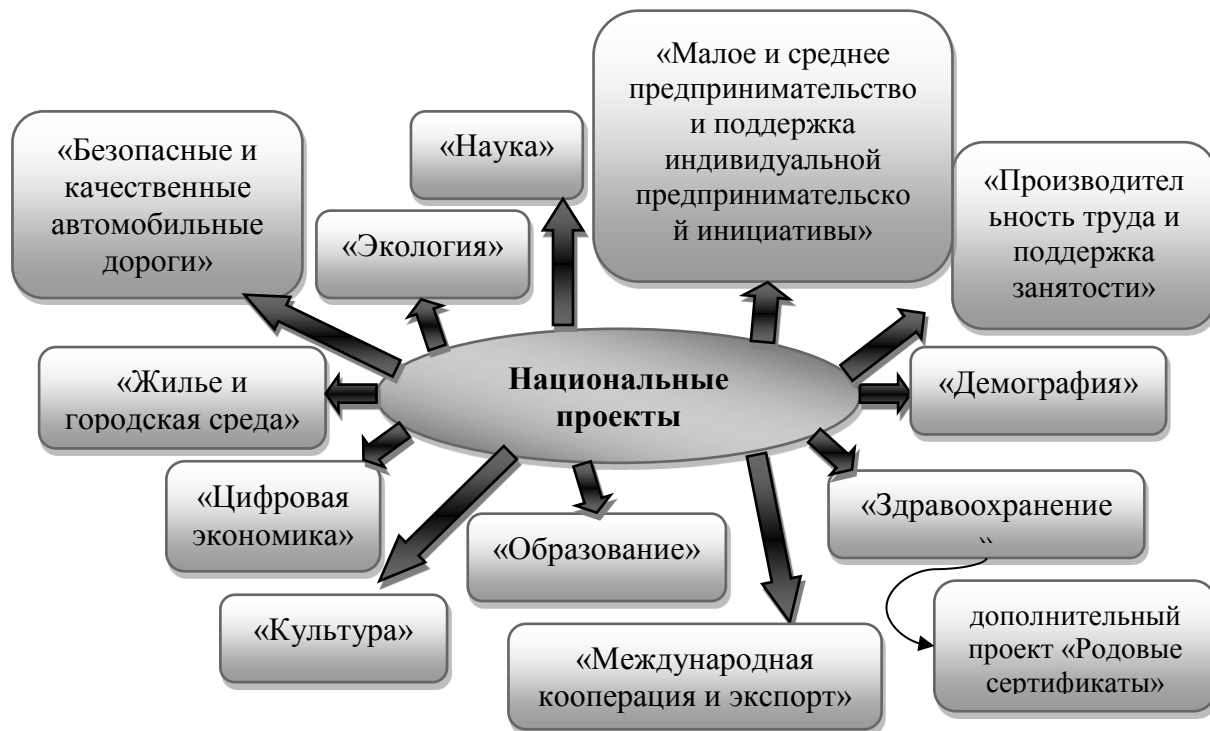 «Малое и среднее
предпринимательство
и поддержка
индивидуальной
предпринимательско
й инициативы»
«Безопасные и
качественные
автомобильные
дороги»
«Наука»
«Экология»
«Производител
ьность труда и
поддержка
занятости»
Национальные
проекты
«Жилье и
городская среда»
«Демография»
«Цифровая
экономика»
«Образование»
«Здравоохранение
»
«Культура»
«Международная
кооперация и экспорт»
дополнительный
проект «Родовые
сертификаты»